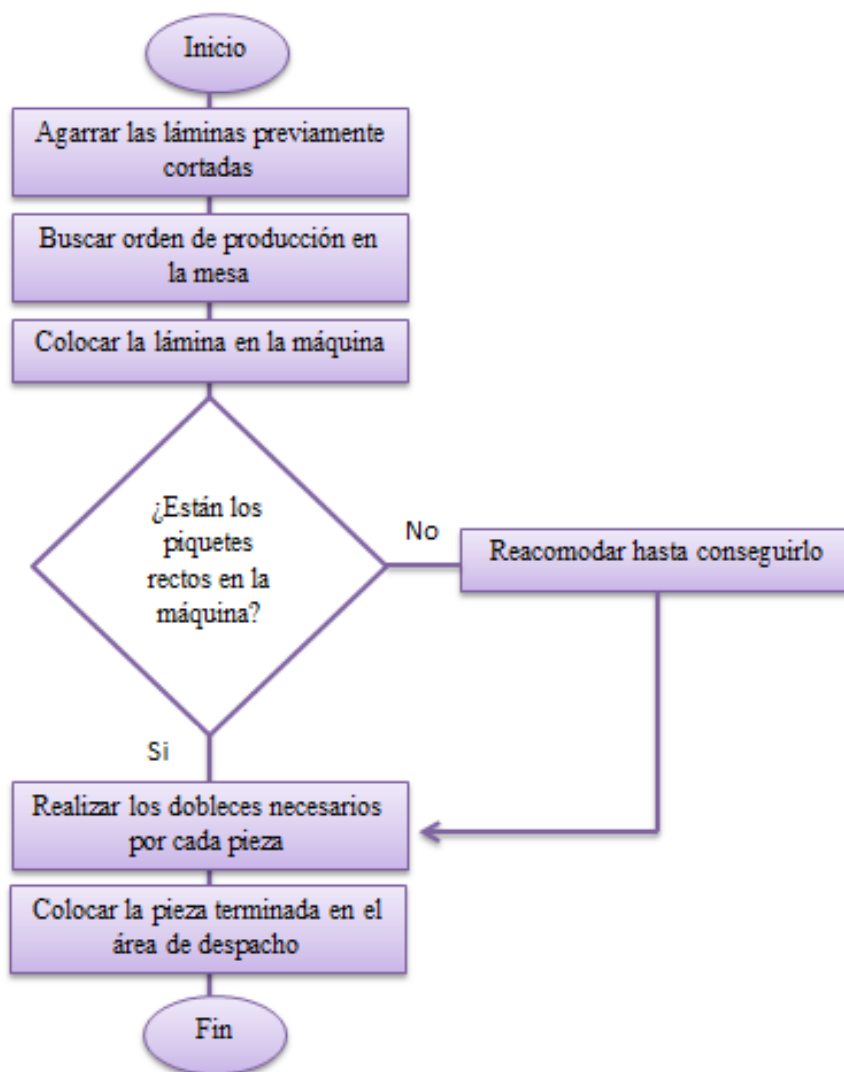 Inicio
Agarrar las láminas previamente
cortadas
Buscar orden de producción en
la mesa
Colocar la lámina en la máquina
¿Están los
piquetes
rectos en la
máquina?
No
Reacomodar hasta conseguirlo
Si
Realizar los dobleces necesarios
por cada pieza
Colocar la pieza terminada en el
área de despacho
Fin